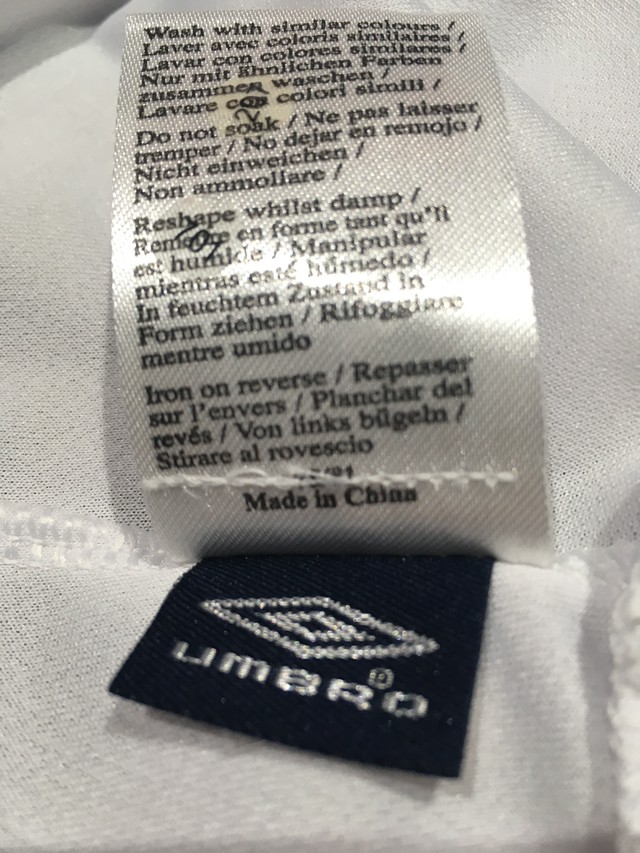 Wash with similar colours /
Laver avec coloris similaires /
Lavar con colores similares /
Nur mit ähnlichen Farben
zusammen waschen /
Lavare con colori simili /
Do not soak / Ne pas laisser
tremper / No dejar en remojo /
Nicht einweichen /
Non ammollare /
Reshape whilst damp /
Remettre en forme tant qu'il
est humide / Manipular
mientras esté húmedo /
In feuchtem Zustand in
Form ziehen / Rifoggiare
mentre umido
Iron on reverse / Repasser
sur l'envers / Planchar del
revés / Von links bügeln /
Stirare al rovescio
Made in China
UMBRO®